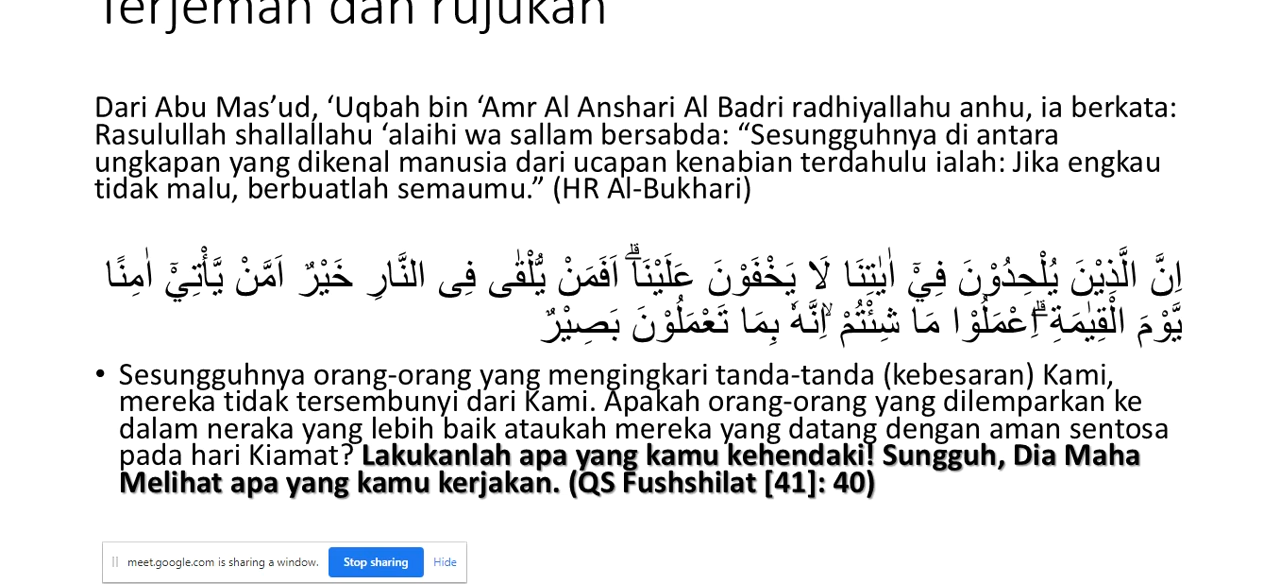 Terjemah dan rujukan
Dari Abu Mas’ud, ‘Uqbah bin ‘Amr Al Anshari Al Badri radhiyallahu anhu, ia berkata:
Rasulullah shallallahu ‘alaihi wa sallam bersabda: “Sesungguhnya di antara
ungkapan yang dikenal manusia dari ucapan kenabian terdahulu ialah: Jika engkau
tidak malu, berbuatlah semaumu.” (HR Al-Bukhari)
اِنَّ الَّذِيْنَ يُلْحِدُوْنَ فِيْٓ اٰيٰتِنَا لَا يَخْفَوْنَ عَلَيْنَاۗ اَفَمَنْ يُّلْقٰى فِى النَّارِ خَيْرٌ اَمَّنْ يَّأْتِيْٓ اٰمِنًا
يَّوْمَ الْقِيٰمَةِ ۗاِعْمَلُوْا مَا شِئْتُمْ ۙاِنَّهٗ بِمَا تَعْمَلُوْنَ بَصِيْرٌ
• Sesungguhnya orang-orang yang mengingkari tanda-tanda (kebesaran) Kami,
mereka tidak tersembunyi dari Kami. Apakah orang-orang yang dilemparkan ke
dalam neraka yang lebih baik ataukah mereka yang datang dengan aman sentosa
pada hari Kiamat? Lakukanlah apa yang kamu kehendaki! Sungguh, Dia Maha
Melihat apa yang kamu kerjakan. (QS Fushshilat [41]: 40)
meet.google.com is sharing a window. Stop sharing Hide